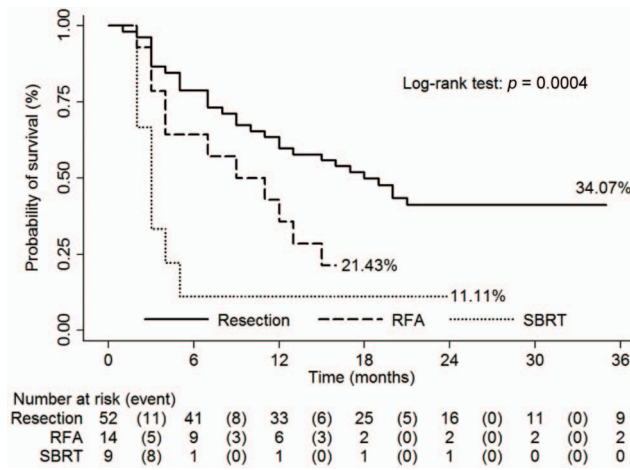 Log-rank test: p = 0.0004
Probability of survival (%)
1.00
0.75
0.50
0.25
0.00
34.07%
21.43%
11.11%
Resection RFA SBRT
0 6 12 18 24 30 36
Time (months)
Number at risk (event)
Resection 52 (11) 41 (8) 33 (6) 25 (5) 16 (0) 11 (0) 9
RFA 14 (5) 9 (3) 6 (3) 2 (0) 2 (0) 2 (0) 2
SBRT 9 (8) 1 (0) 1 (0) 1 (0) 1 (0) 0 (0) 0